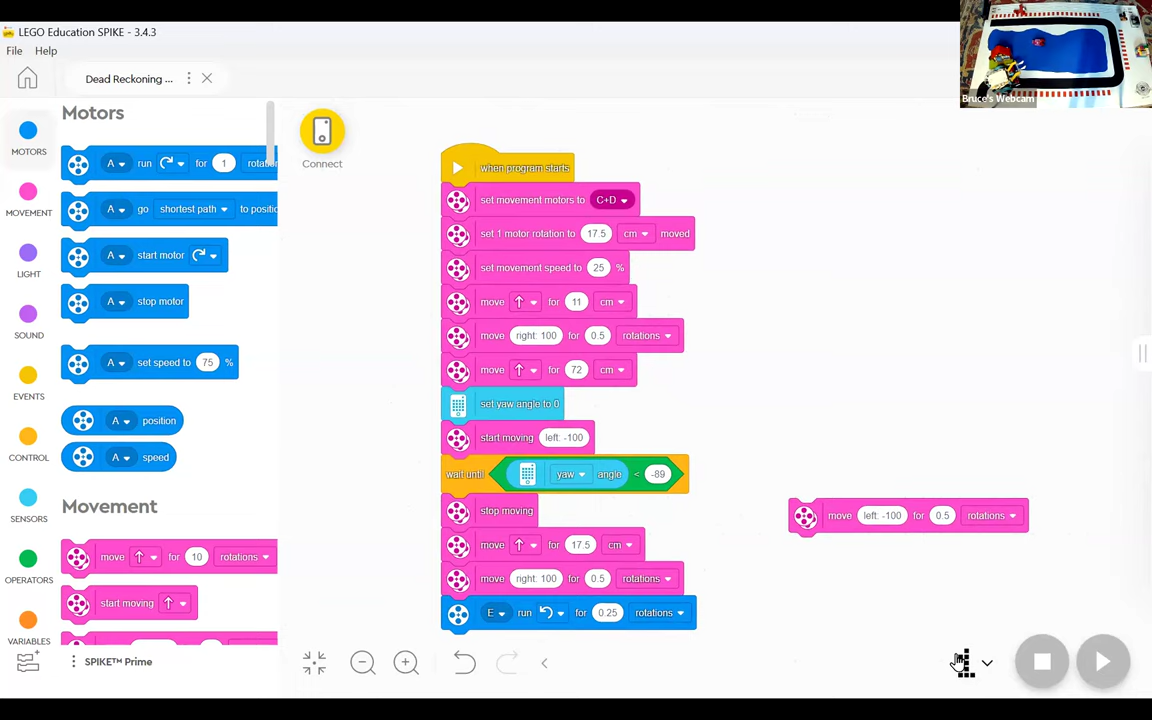 LEGO Education SPIKE - 3.4.3
File Help
Dead Reckoning ...
Bruce's Webcam
Motors
MOTORS
MOVEMENT
LIGHT
SOUND
EVENTS
CONTROL
SENSORS
OPERATORS
VARIABLES
A run for 1
A go shortest path
A start motor
A stop motor
A set speed to 75 %
A position
A speed
Movement
move for 10 rotations
start moving
SPIKE™ Prime
Connect
when program starts
set movement motors to C+D
set 1 motor rotation to 17.5 cm moved
set movement speed to 25 %
move for 11 cm
move right: 100 for 0.5 rotations
move for 72 cm
set yaw angle to 0
start moving left: -100
wait until yaw angle < -89
stop moving
move for 17.5 cm
move right: 100 for 0.5 rotations
E run for 0.25 rotations
move left: -100 for 0.5 rotations